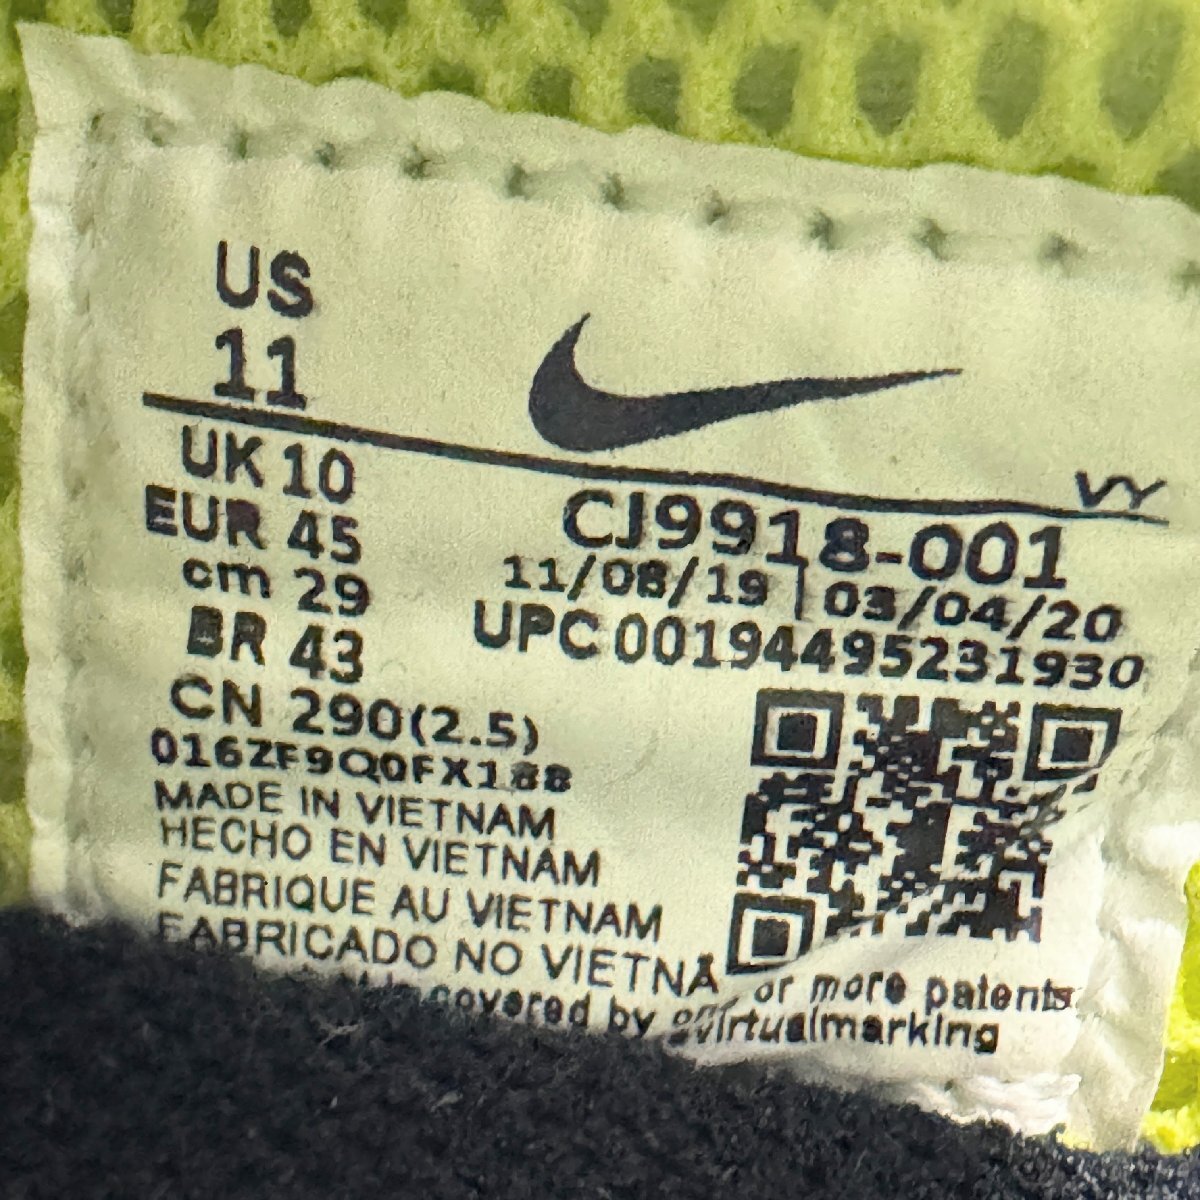 US
11
VY
UK 10
EUR 45
cm 29
BR 43
CN 290(2.5)
CJ9918-001
11/08/19 | 03/04/20
UPC 00194495231930
016ZF9Q0FX188
MADE IN VIETNAM
HECHO EN VIETNAM
FABRIQUE AU VIETNAM
FABRICADO NO VIETNÃ
covered by or more patents.
virtualmarking